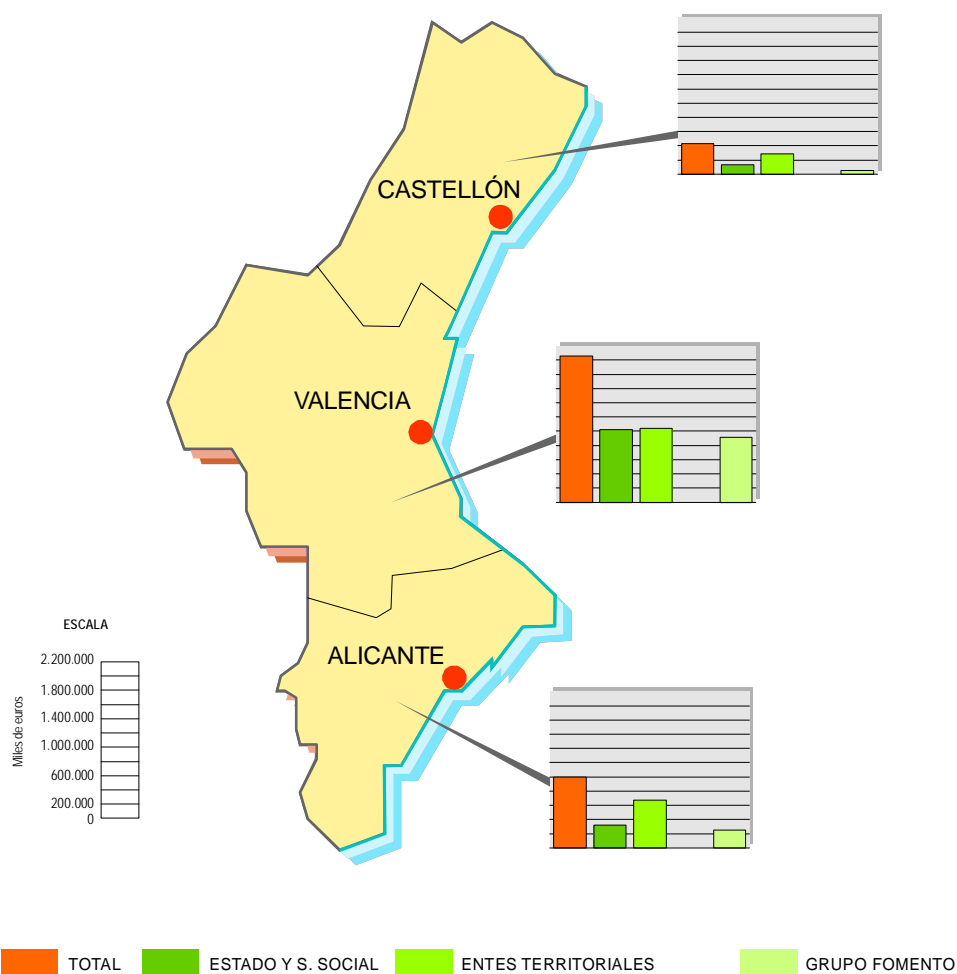 CASTELLÓN
VALENCIA
ALICANTE
ESCALA
Miles de euros
2.200.000
1.800.000
1.400.000
1.000.000
600.000
200.000
0
TOTAL ESTADO Y S. SOCIAL ENTES TERRITORIALES GRUPO FOMENTO